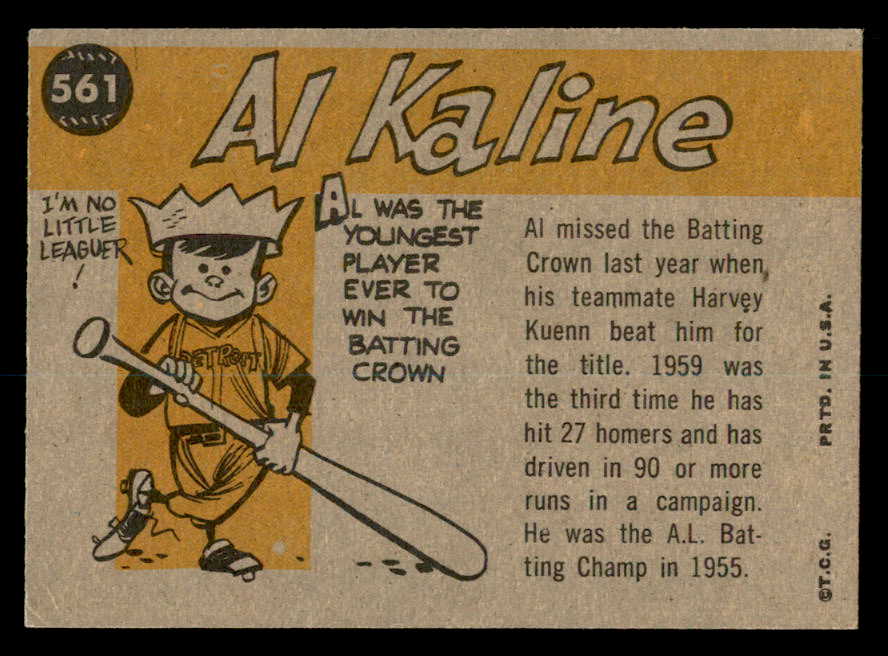 561
Al Kaline
I'M NO
LITTLE
LEAGUER
!
DETROIT
AL WAS THE
YOUNGEST
PLAYER
EVER TO
WIN THE
BATTING
CROWN
Al missed the Batting
Crown last year when
his teammate Harvey
Kuenn beat him for
the title. 1959 was
the third time he has
hit 27 homers and has
driven in 90 or more
runs in a campaign.
He was the A.L. Bat-
ting Champ in 1955.
©T.C.G. PRTD. IN U.S.A.